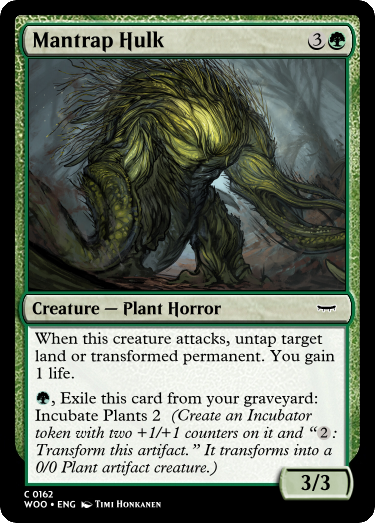 Mantrap Hulk 3
Creature — Plant Horror
When this creature attacks, untap target
land or transformed permanent. You gain
1 life.
, Exile this card from your graveyard:
Incubate Plants 2 (Create an Incubator
token with two +1/+1 counters on it and “2:
Transform this artifact.” It transforms into a
0/0 Plant artifact creature.)
3/3
C 0162
WOO • ENG Timi Honkanen